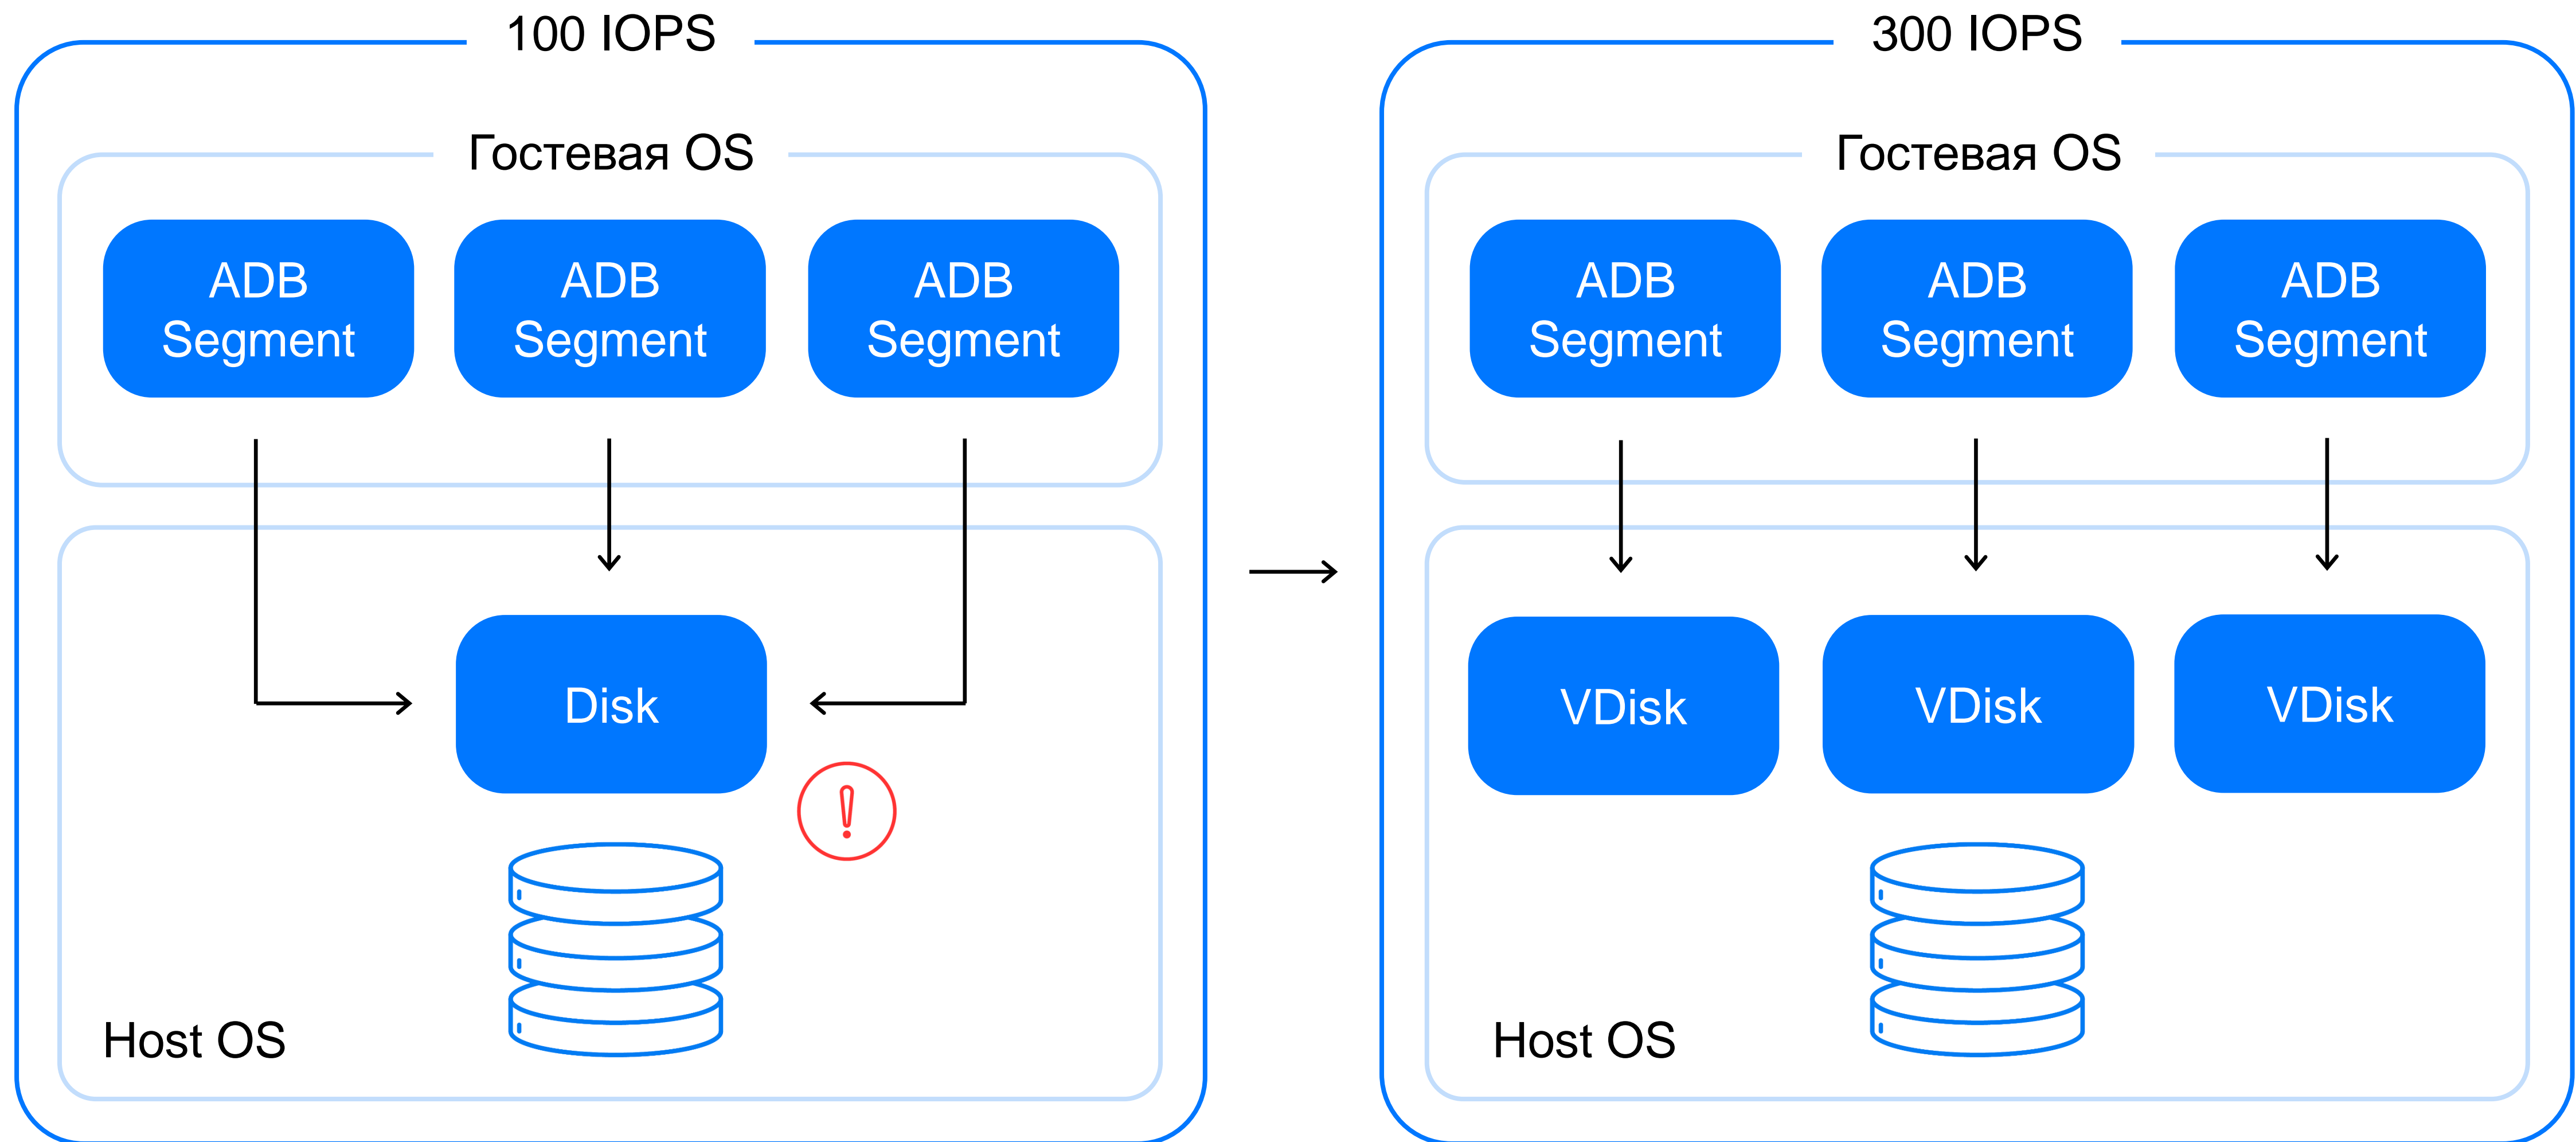 100 IOPS
Гостевая OS
ADB
Segment
ADB
Segment
ADB
Segment
Disk
Host OS
300 IOPS
Гостевая OS
ADB
Segment
ADB
Segment
ADB
Segment
VDisk
VDisk
VDisk
Host OS